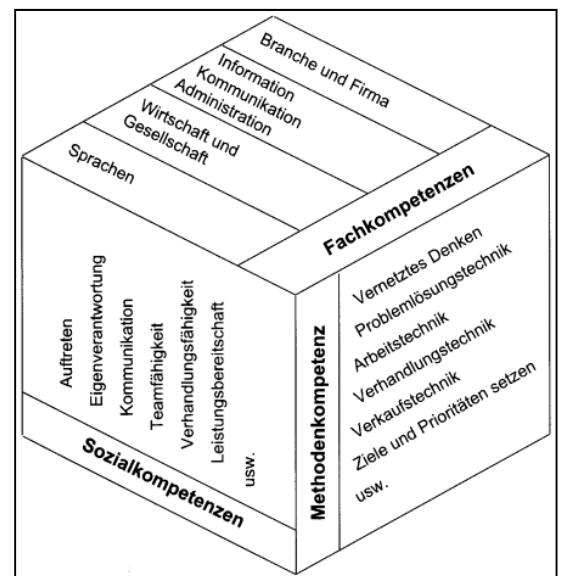 Branche und Firma
Information
Kommunikation
Administration
Wirtschaft und
Gesellschaft
Sprachen
Fachkompetenzen
Auftreten
Eigenverantwortung
Kommunikation
Teamfähigkeit
Verhandlungsfähigkeit
Leistungsbereitschaft
usw.
Sozialkompetenzen
Methodenkompetenz
Vernetztes Denken
Problemlösungstechnik
Arbeitstechnik
Verhandlungstechnik
Verkaufstechnik
Ziele und Prioritäten setzen
usw.